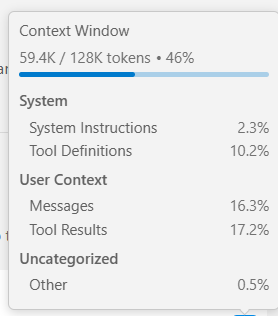 Context Window
59.4K / 128K tokens • 46%
System
System Instructions 2.3%
Tool Definitions 10.2%
User Context
Messages 16.3%
Tool Results 17.2%
Uncategorized
Other 0.5%